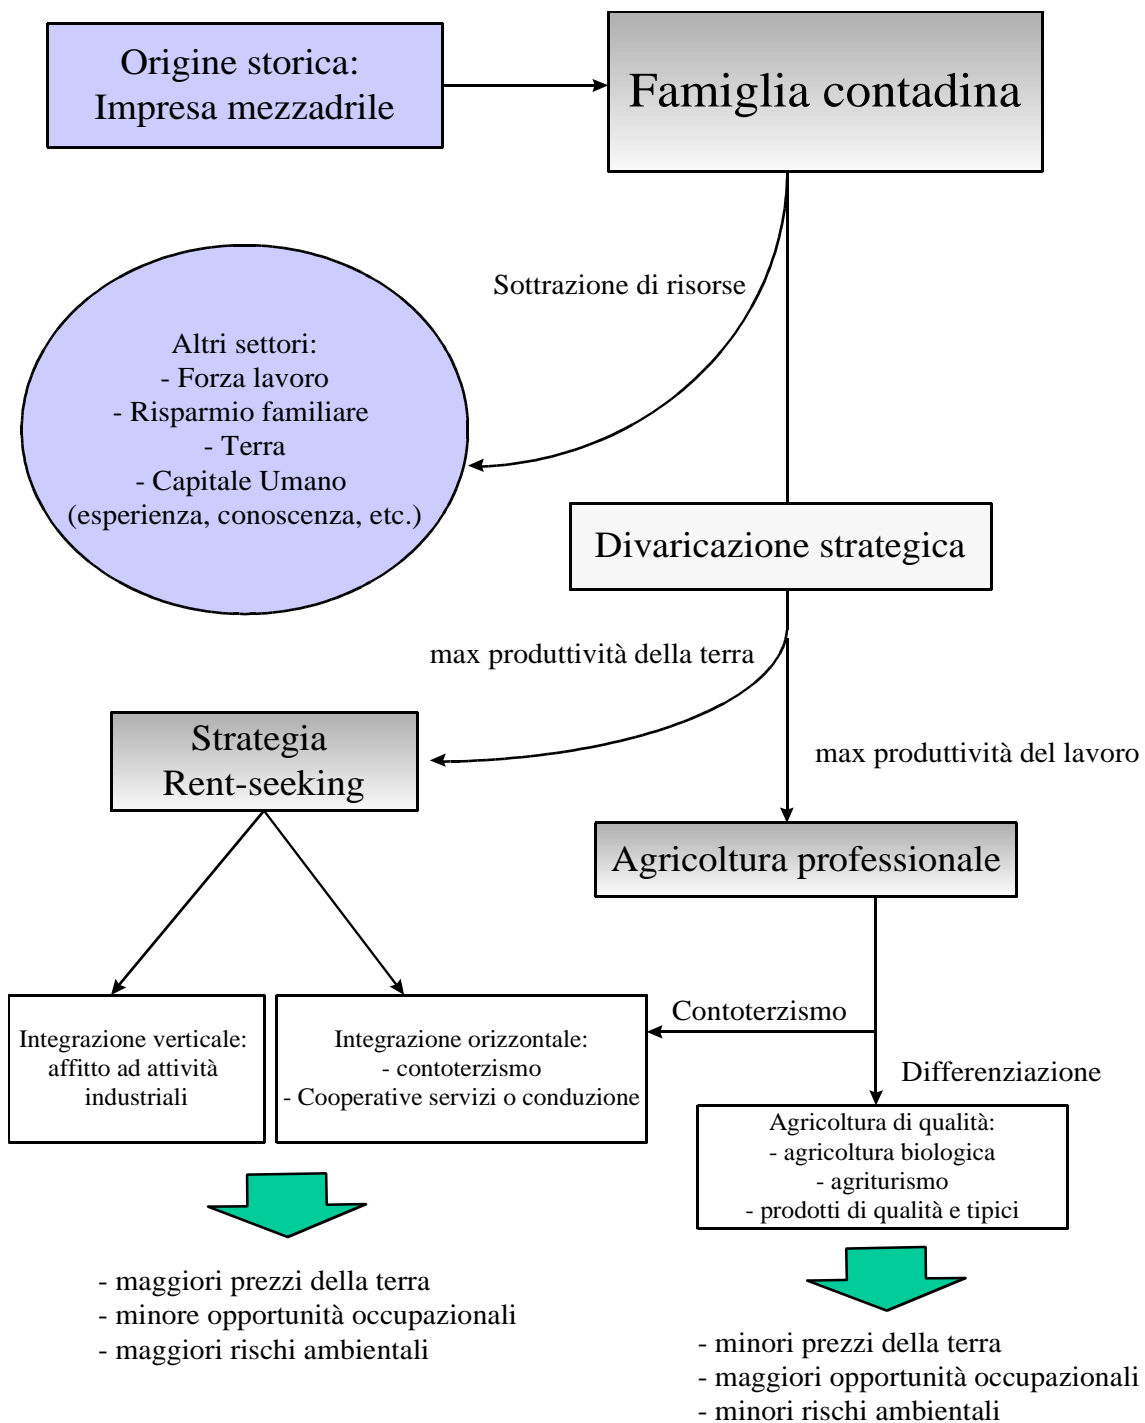 Origine storica:
Impresa mezzadrile
Famiglia contadina
Sottrazione di risorse
Altri settori:
- Forza lavoro
- Risparmio familiare
- Terra
- Capitale Umano
(esperienza, conoscenza, etc.)
Divaricazione strategica
max produttività della terra
Strategia
Rent-seeking
max produttività del lavoro
Agricoltura professionale
Integrazione verticale:
affitto ad attività
industriali
Integrazione orizzontale:
- contoterzismo
- Cooperative servizi o conduzione
Contoterzismo
Differenziazione
Agricoltura di qualità:
- agricoltura biologica
- agriturismo
- prodotti di qualità e tipici
- maggiori prezzi della terra
- minore opportunità occupazionali
- maggiori rischi ambientali
- minori prezzi della terra
- maggiori opportunità occupazionali
- minori rischi ambientali